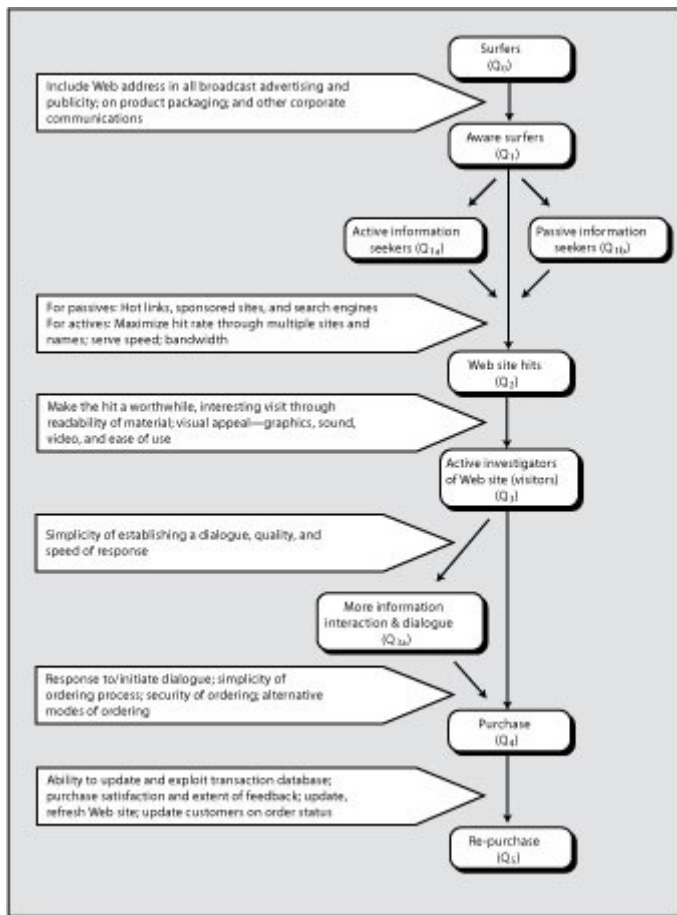 Surfers
(Q₀)
Include Web address in all broadcast advertising and
publicity; on product packaging; and other corporate
communications
Aware surfers
(Q₁)
Active information
seekers (Q₁ₐ)
Passive information
seekers (Q₁b)
For passives: Hot links, sponsored sites, and search engines
For actives: Maximize hit rate through multiple sites and
names; serve speed; bandwidth
Web site hits
(Q₂)
Make the hit a worthwhile, interesting visit through
readability of material; visual appeal—graphics, sound,
video, and ease of use
Active investigators
of Web site (visitors)
(Q₃)
Simplicity of establishing a dialogue, quality, and
speed of response
More information
interaction & dialogue
(Q₃ₐ)
Response to/initiate dialogue; simplicity of
ordering process; security of ordering; alternative
modes of ordering
Purchase
(Q₄)
Ability to update and exploit transaction database;
purchase satisfaction and extent of feedback; update,
refresh Web site; update customers on order status
Re-purchase
(Q₅)